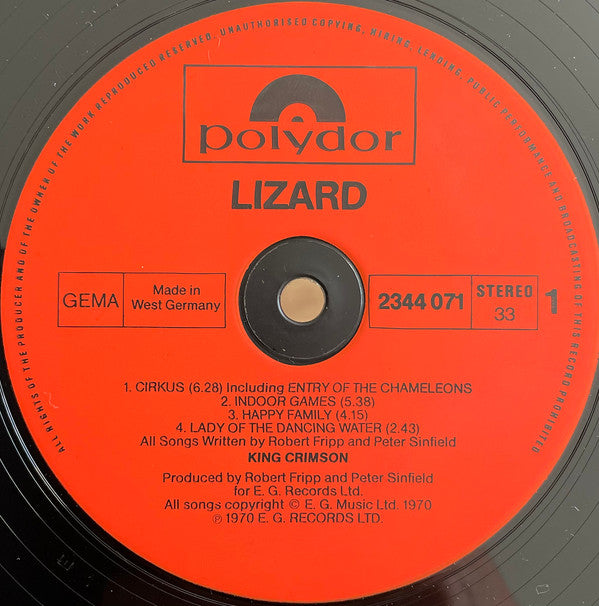 ALL RIGHTS OF THE PRODUCER AND OF THE OWNER OF THE WORK REPRODUCED RESERVED. UNAUTHORISED COPYING, HIRING, LENDING, PUBLIC PERFORMANCE AND BROADCASTING OF THIS RECORD PROHIBITED
polydor
LIZARD
GEMA
Made in
West Germany
2344 071
STEREO
33
1
1. CIRKUS (6.28) Including ENTRY OF THE CHAMELEONS
2. INDOOR GAMES (5.38)
3. HAPPY FAMILY (4.15)
4. LADY OF THE DANCING WATER (2.43)
All Songs Written by Robert Fripp and Peter Sinfield
KING CRIMSON
Produced by Robert Fripp and Peter Sinfield
for E. G. Records Ltd.
All songs copyright © E. G. Music Ltd. 1970
℗ 1970 E. G. RECORDS LTD.